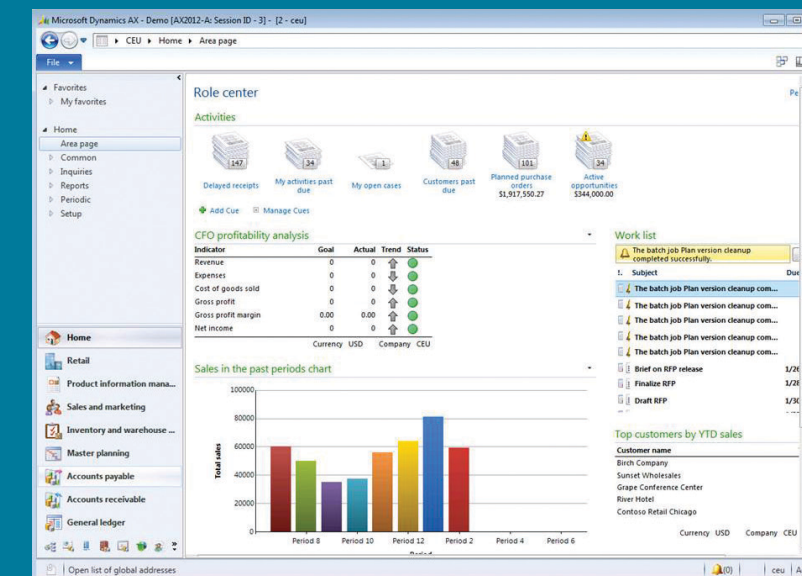 Microsoft Dynamics AX - Demo [AX2012-A: Session ID - 3] - [2 - ceu]
CEU Home Area page
File
Favorites
My favorites
Home
Area page
Common
Inquiries
Reports
Periodic
Setup
Home
Retail
Product information mana...
Sales and marketing
Inventory and warehouse ...
Master planning
Accounts payable
Accounts receivable
General ledger
Role center
Pe
Activities
147
Delayed receipts
34
My activities past
due
1
My open cases
48
Customers past
due
101
Planned purchase
orders
$1,917,550.27
34
Active
opportunities
$344,000.00
Add Cue Manage Cues
CFO profitability analysis
Indicator Goal Actual Trend Status
Revenue 0 0
Expenses 0 0
Cost of goods sold 0 0
Gross profit 0 0
Gross profit margin 0.00 0.00
Net income 0 0
Currency USD Company CEU
Sales in the past periods chart
Total sales
100000
80000
60000
40000
20000
0
Period 8 Period 10 Period 12 Period 2 Period 4 Period 6
Work list
The batch job Plan version cleanup
completed successfully.
!. Subject Due
The batch job Plan version cleanup com...
The batch job Plan version cleanup com...
The batch job Plan version cleanup com...
The batch job Plan version cleanup com...
The batch job Plan version cleanup com...
Brief on RFP release 1/26
Finalize RFP 1/28
Draft RFP 1/30
Top customers by YTD sales
Customer name
Birch Company
Sunset Wholesales
Grape Conference Center
River Hotel
Contoso Retail Chicago
Currency USD Company CEU
Open list of global addresses
(0) ceu